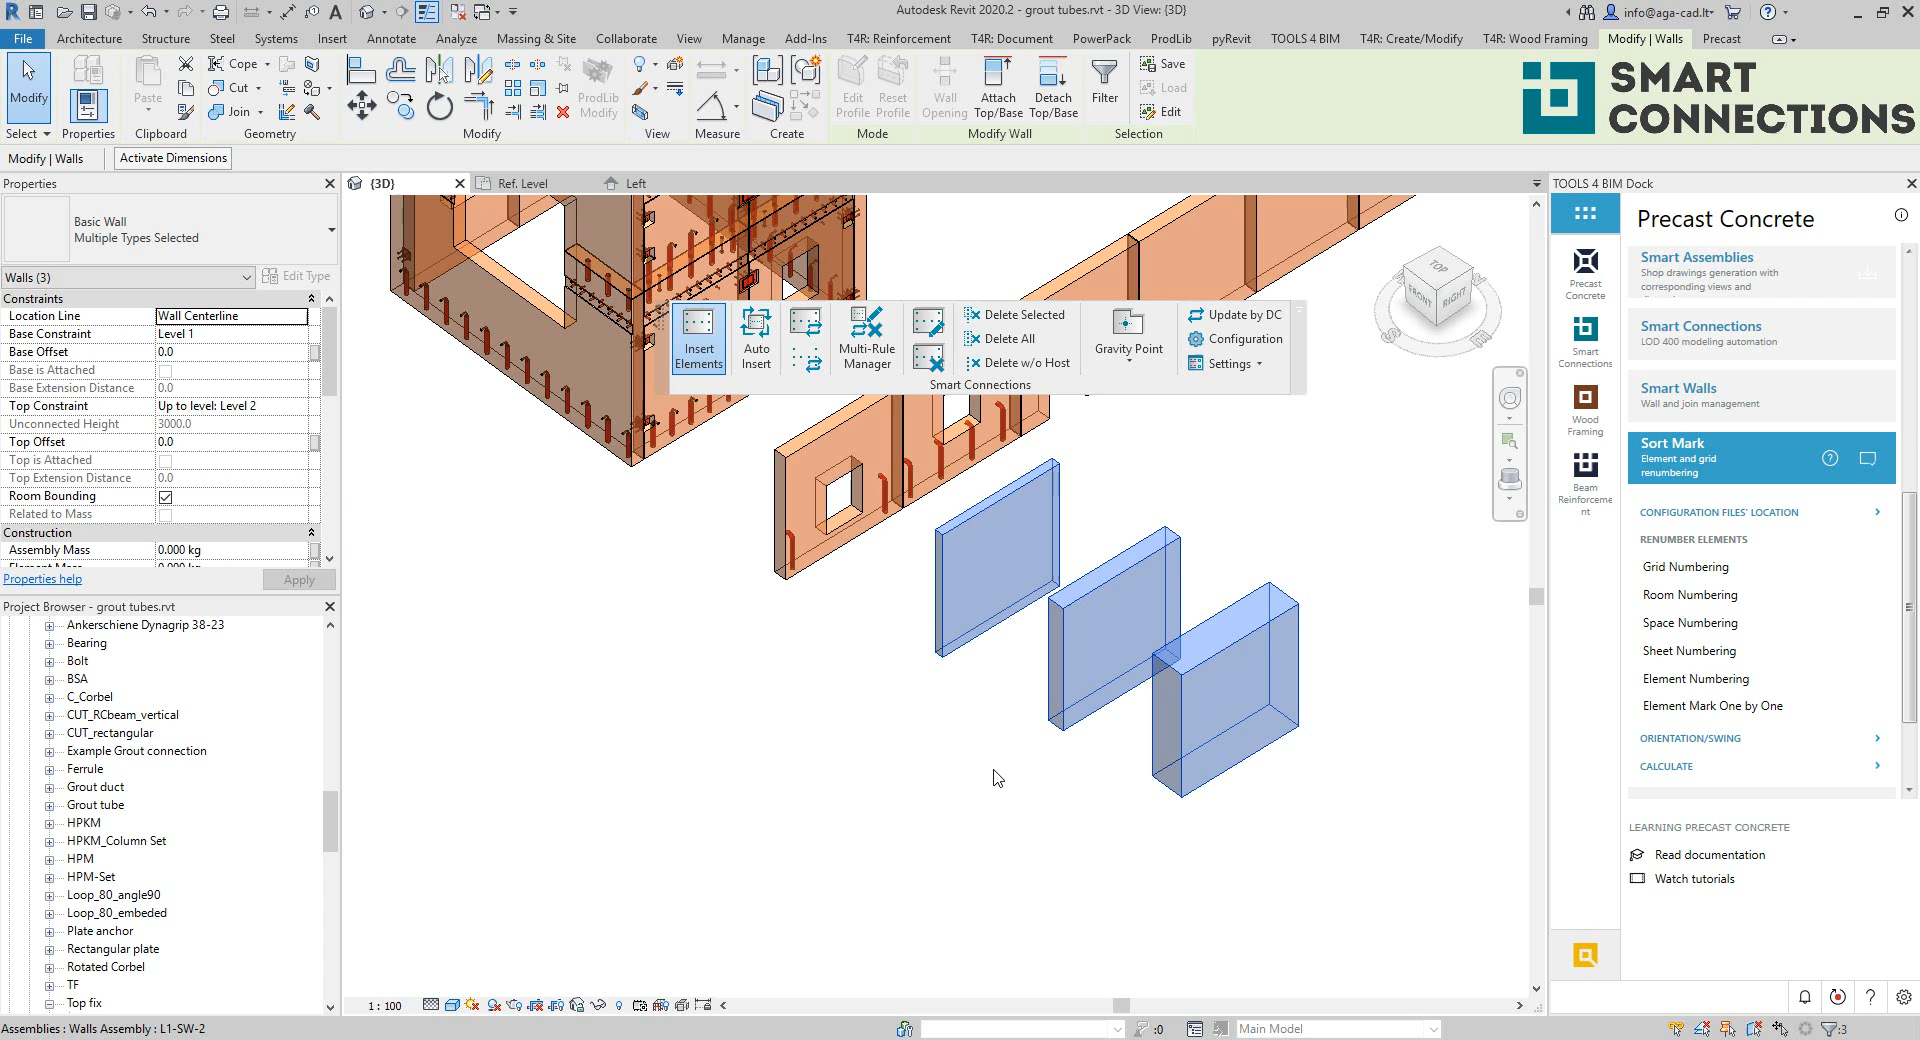 Autodesk Revit 2020.2 - grout tubes.rvt - 3D View: {3D}
info@aga-cad.lt
File Architecture Structure Steel Systems Insert Annotate Analyze Massing & Site Collaborate View Manage Add-Ins T4R: Reinforcement T4R: Document PowerPack ProdLib pyRevit TOOLS 4 BIM T4R: Create/Modify T4R: Wood Framing Modify | Walls Precast
Modify
Paste
Cope
Cut
Join
ProdLib Modify
Edit Profile
Reset Profile
Wall Opening
Attach Top/Base
Detach Top/Base
Filter
Save
Load
Edit
Select Properties Clipboard Geometry Modify View Measure Create Mode Modify Wall Selection
SMART
CONNECTIONS
Modify | Walls
Activate Dimensions
Properties
{3D}
Ref. Level
Left
TOOLS 4 BIM Dock
Basic Wall
Multiple Types Selected
Walls (3)
Edit Type
Constraints
Location Line Wall Centerline
Base Constraint Level 1
Base Offset 0.0
Base is Attached
Base Extension Distance 0.0
Top Constraint Up to level: Level 2
Unconnected Height 3000.0
Top Offset 0.0
Top is Attached
Top Extension Distance 0.0
Room Bounding
Related to Mass
Construction
Assembly Mass 0.000 kg
Element Mass 0.000 kg
Properties help
Apply
Project Browser - grout tubes.rvt
Ankerschiene Dynagrip 38-23
Bearing
Bolt
BSA
C_Corbel
CUT_RCbeam_vertical
CUT_rectangular
Example Grout connection
Ferrule
Grout duct
Grout tube
HPKM
HPKM_Column Set
HPM
HPM-Set
Loop_80_angle90
Loop_80_embeded
Plate anchor
Rectangular plate
Rotated Corbel
TF
Top fix
Insert Elements
Auto Insert
Multi-Rule Manager
Delete Selected
Delete All
Delete w/o Host
Gravity Point
Update by DC
Configuration
Settings
Smart Connections
TOP
FRONT
RIGHT
1 : 100
Precast Concrete
Precast Concrete
Smart Connections
Wood Framing
Beam Reinforceme nt
Smart Assemblies
Shop drawings generation with
corresponding views and
Smart Connections
LOD 400 modeling automation
Smart Walls
Wall and join management
Sort Mark
Element and grid
renumbering
CONFIGURATION FILES' LOCATION
RENUMBER ELEMENTS
Grid Numbering
Room Numbering
Space Numbering
Sheet Numbering
Element Numbering
Element Mark One by One
ORIENTATION/SWING
CALCULATE
LEARNING PRECAST CONCRETE
Read documentation
Watch tutorials
Assemblies : Walls Assembly : L1-SW-2
:0
Main Model
:3